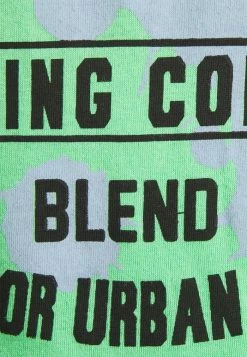 ING CO
BLEND
OR URBAN